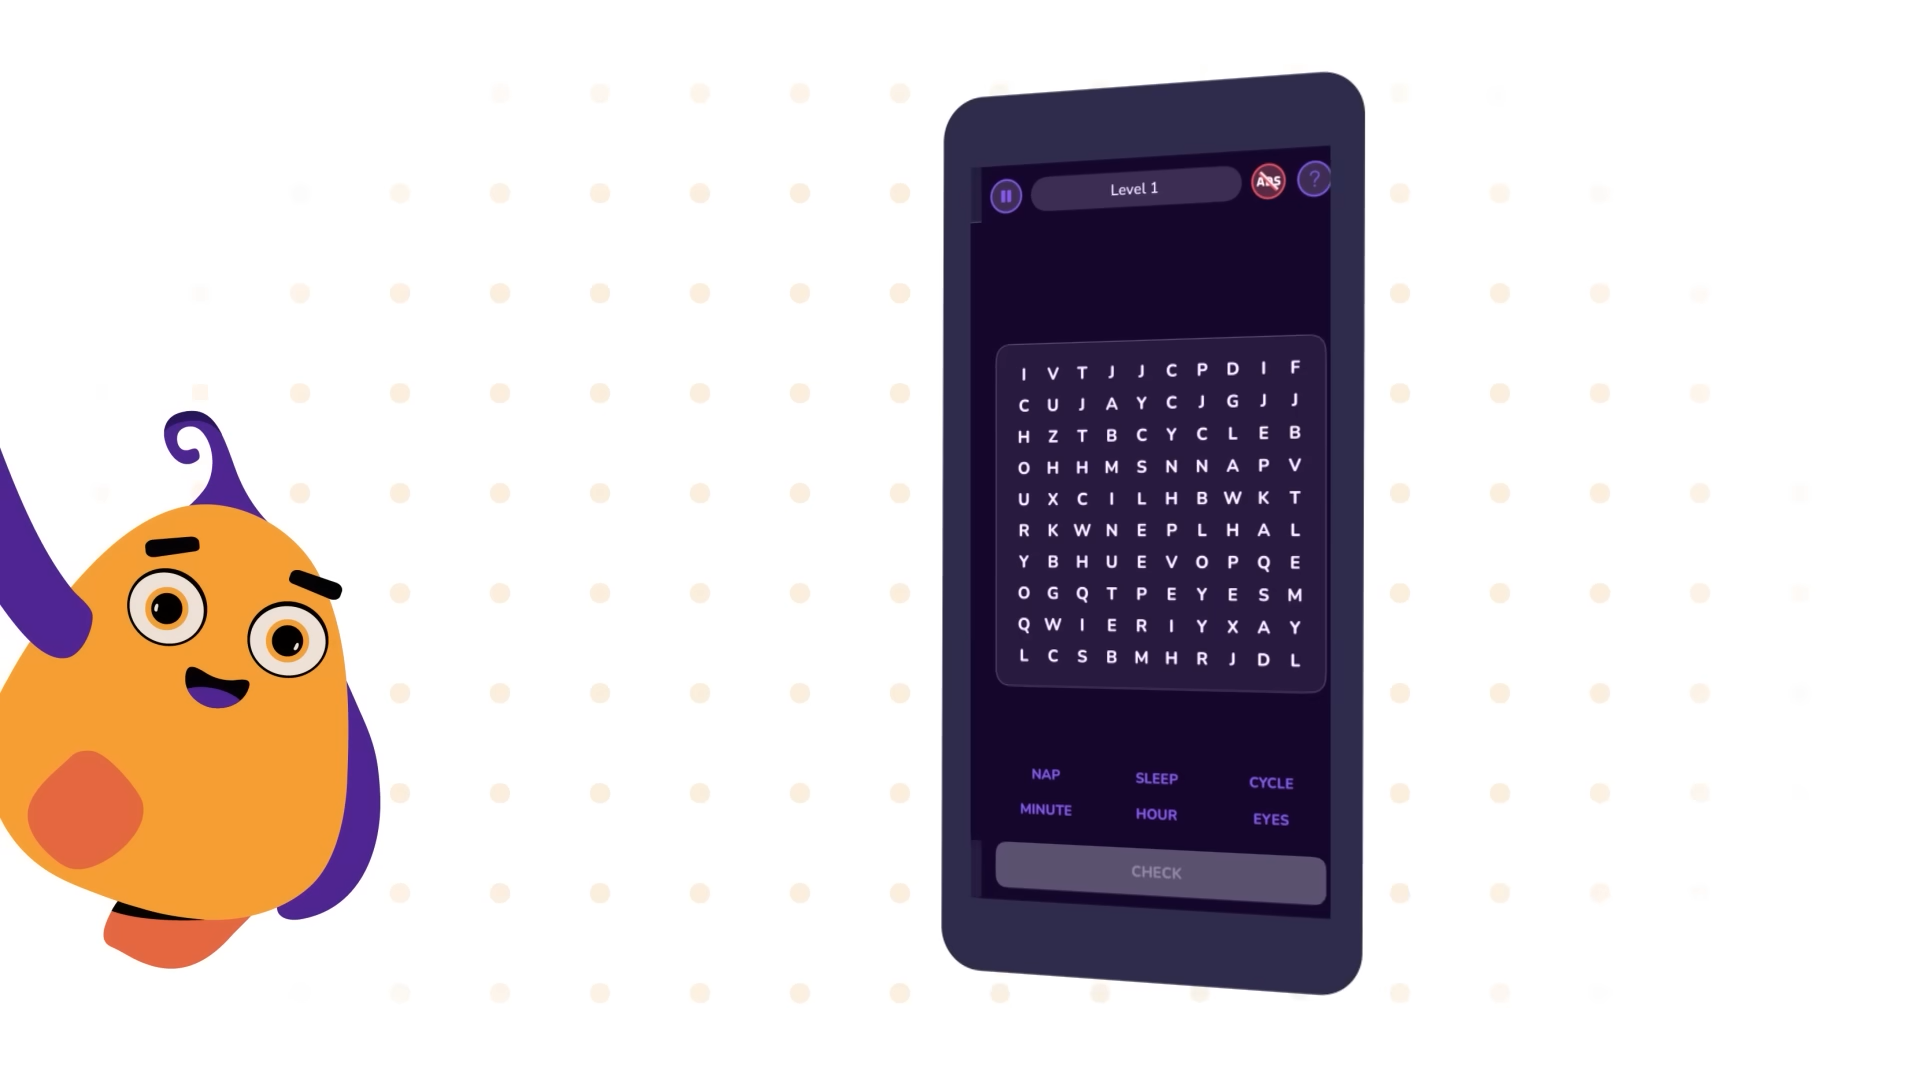 Level 1
ADS
?
I V T J J C P D I F
C U J A Y C J G J J
H Z T B C Y C L E B
O H H M S N N A P V
U X C I L H B W K T
R K W N E P L H A L
Y B H U E V O P Q E
O G Q T P E Y E S M
Q W I E R I Y X A Y
L C S B M H R J D L
NAP SLEEP CYCLE
MINUTE HOUR EYES
CHECK